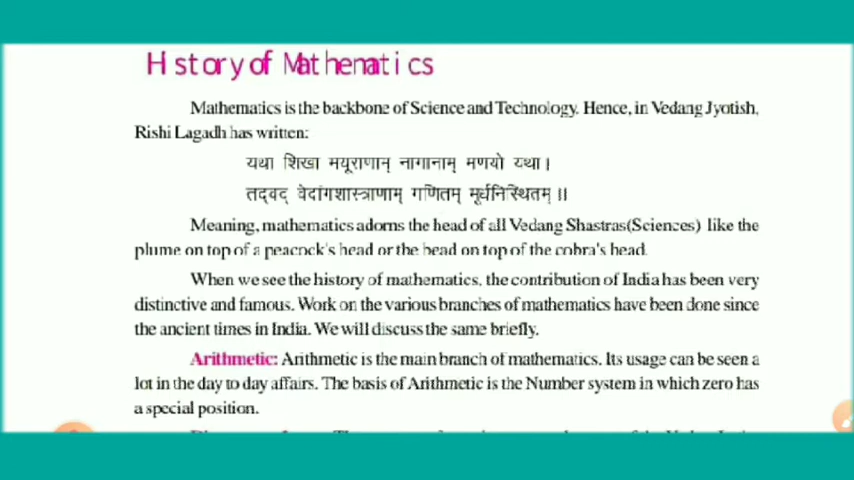 History of Mathematics
Mathematics is the backbone of Science and Technology. Hence, in Vedang Jyotish,
Rishi Lagadh has written:
यथा शिखा मयूराणाम् नागानाम् मणयो यथा।
तद्वद् वेदांगशास्त्राणाम् गणितम् मूर्धनिस्थितम्॥
Meaning, mathematics adorns the head of all Vedang Shastras(Sciences) like the
plume on top of a peacock's head or the bead on top of the cobra's head.
When we see the history of mathematics, the contribution of India has been very
distinctive and famous. Work on the various branches of mathematics have been done since
the ancient times in India. We will discuss the same briefly.
Arithmetic: Arithmetic is the main branch of mathematics. Its usage can be seen a
lot in the day to day affairs. The basis of Arithmetic is the Number system in which zero has
a special position.